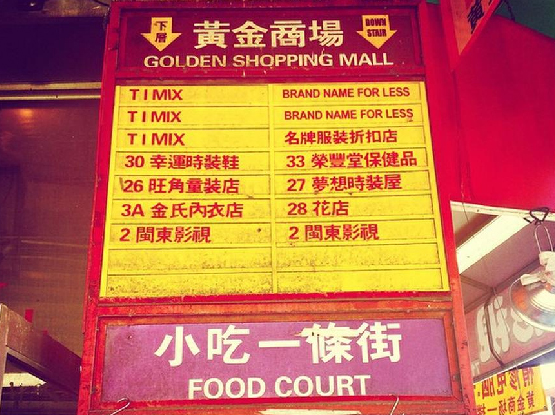 下層 黃金商場 DOWN STAIR
GOLDEN SHOPPING MALL
T I MIX BRAND NAME FOR LESS
T I MIX BRAND NAME FOR LESS
T I MIX 名牌服裝折扣店
30 幸運時裝鞋 33 榮豐堂保健品
26 旺角童装店 27 夢想時裝屋
3A 金氏內衣店 28 花店
2 閩東影視 2 閩東影視
小吃一條街
FOOD COURT